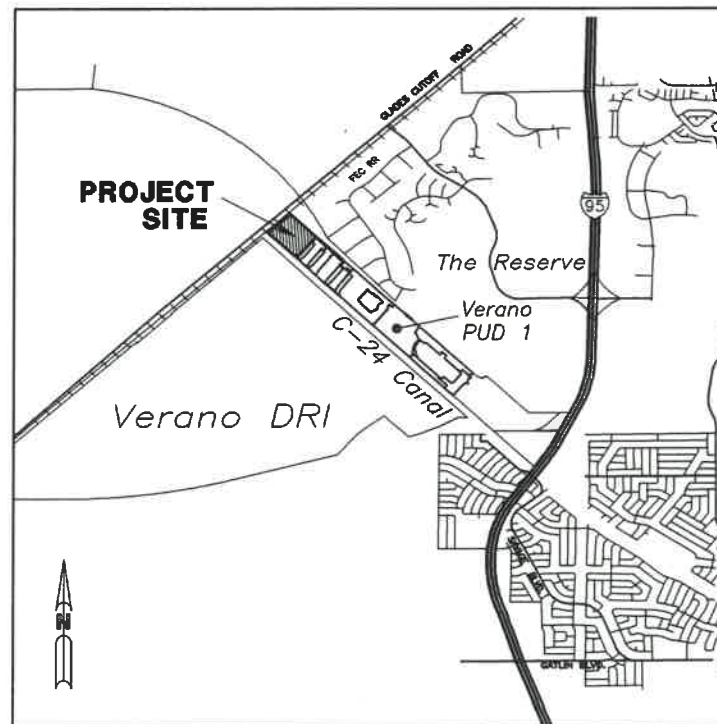 GLADES CUTOFF ROAD
FEC RR
PROJECT
SITE
95
The Reserve
Verano
PUD 1
C-24 Canal
Verano DRI
N
GATLIN BLVD.